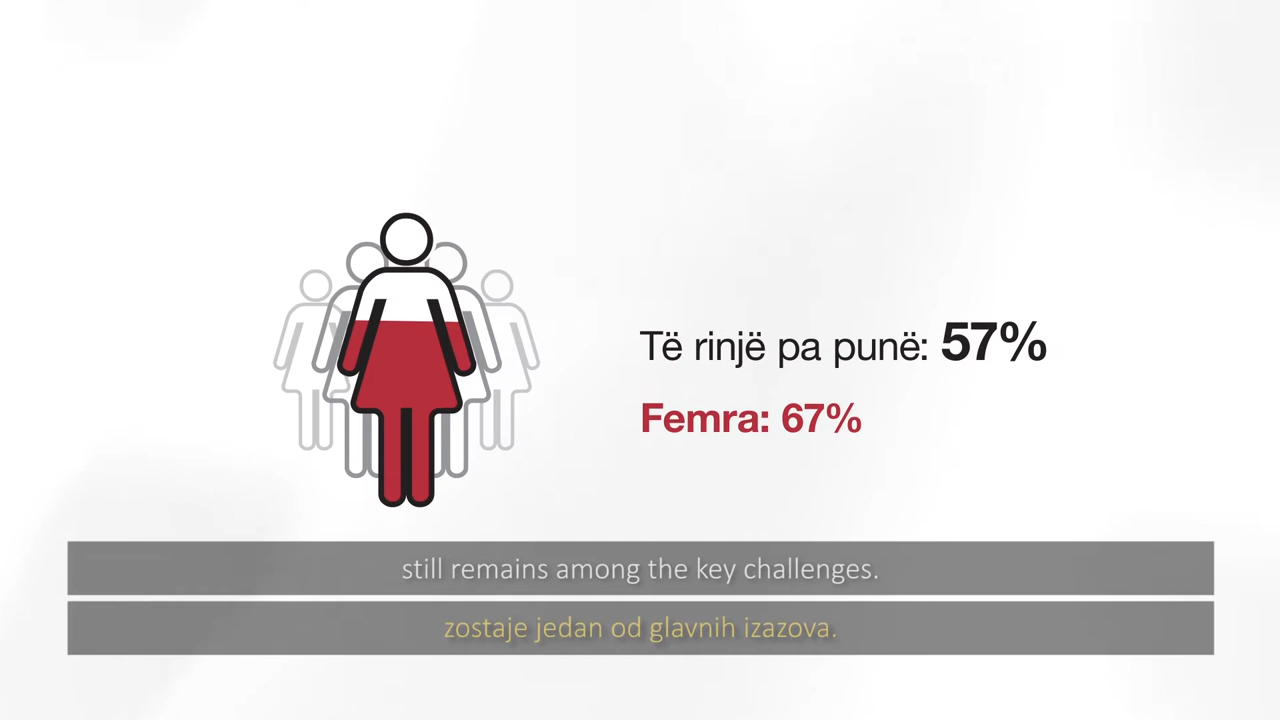 Të rinjë pa punë: 57%
Femra: 67%
still remains among the key challenges.
zostaje jedan od glavnih izazova.